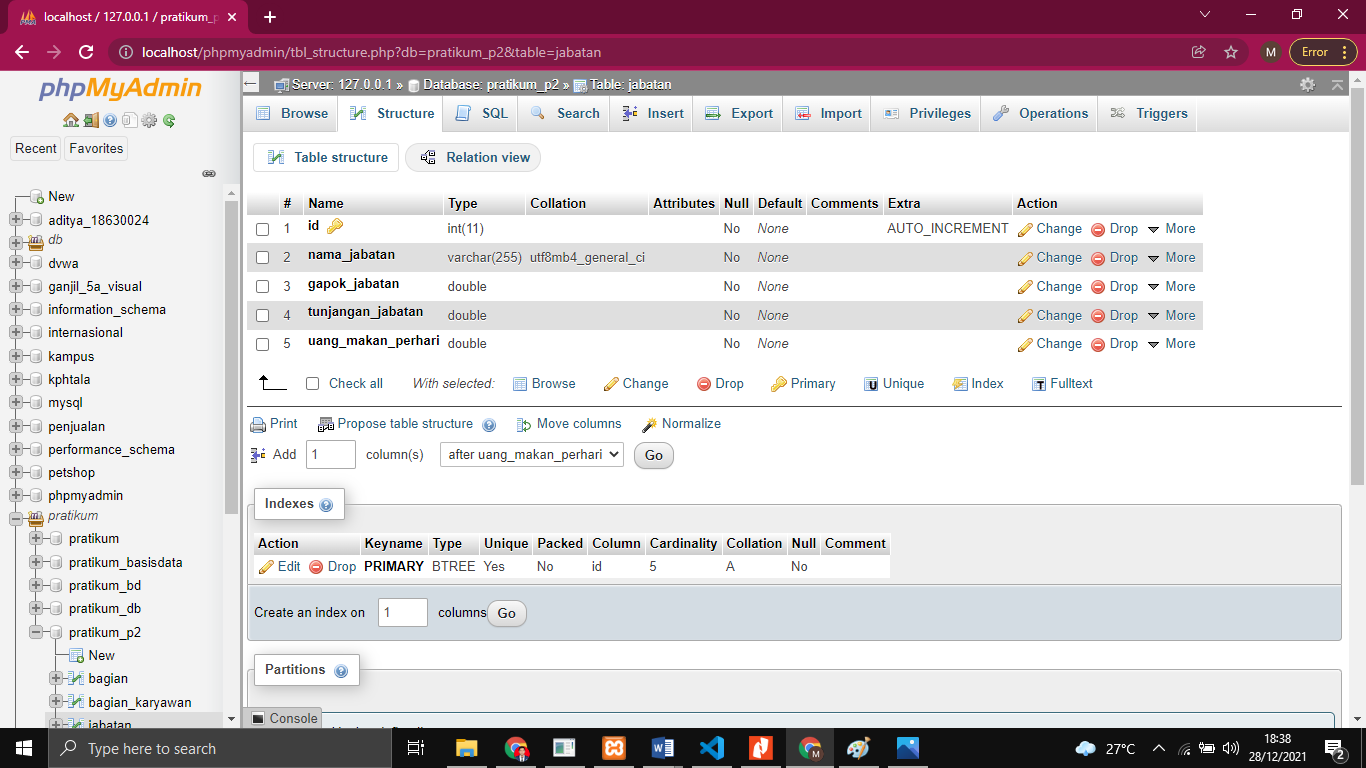 localhost / 127.0.0.1 / pratikum_p
localhost/phpmyadmin/tbl_structure.php?db=pratikum_p2&table=jabatan
M
Error
phpMyAdmin
Recent Favorites
New
aditya_18630024
db
dvwa
ganjil_5a_visual
information_schema
internasional
kampus
kphtala
mysql
penjualan
performance_schema
petshop
phpmyadmin
pratikum
pratikum
pratikum_basisdata
pratikum_bd
pratikum_db
pratikum_p2
New
bagian
bagian_karyawan
jabatan
Server: 127.0.0.1 » Database: pratikum_p2 » Table: jabatan
Browse Structure SQL Search Insert Export Import Privileges Operations Triggers
Table structure Relation view
# Name Type Collation Attributes Null Default Comments Extra Action
1 id int(11) No None AUTO_INCREMENT Change Drop More
2 nama_jabatan varchar(255) utf8mb4_general_ci No None Change Drop More
3 gapok_jabatan double No None Change Drop More
4 tunjangan_jabatan double No None Change Drop More
5 uang_makan_perhari double No None Change Drop More
Check all With selected: Browse Change Drop Primary Unique Index Fulltext
Print Propose table structure Move columns Normalize
Add 1 column(s) after uang_makan_perhari Go
Indexes
Action Keyname Type Unique Packed Column Cardinality Collation Null Comment
Edit Drop PRIMARY BTREE Yes No id 5 A No
Create an index on 1 columns Go
Partitions
Console
Type here to search
27°C
18:38
28/12/2021
2